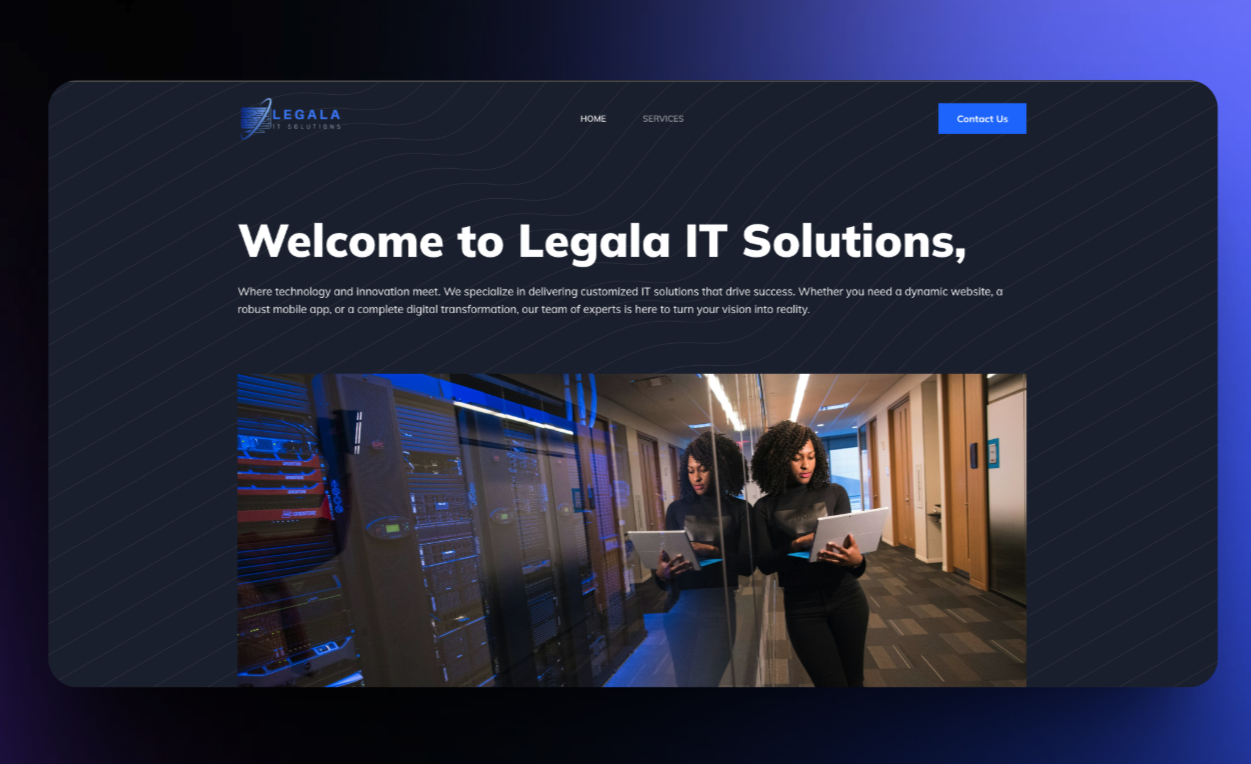 LEGALA
IT SOLUTIONS
HOME
SERVICES
Contact Us
Welcome to Legala IT Solutions,
Where technology and innovation meet. We specialize in delivering customized IT solutions that drive success. Whether you need a dynamic website, a
robust mobile app, or a complete digital transformation, our team of experts is here to turn your vision into reality.